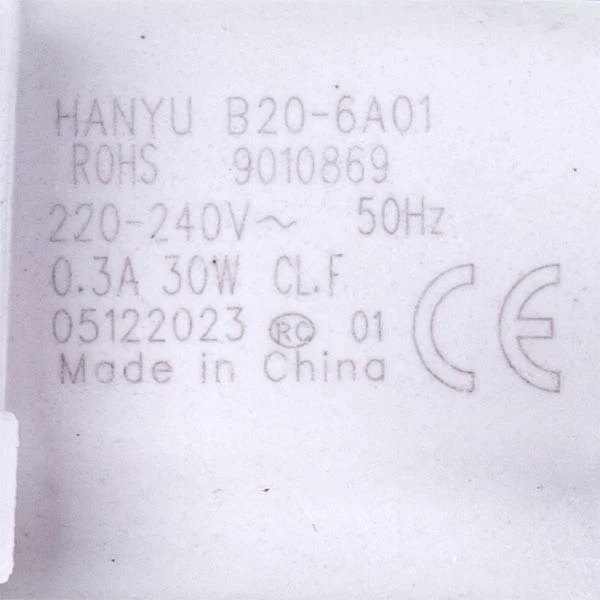 HANYU B20-6A01
ROHS 9010869
220-240V~ 50Hz
0.3A 30W CL.F
05122023 RC 01
Made in China
CE